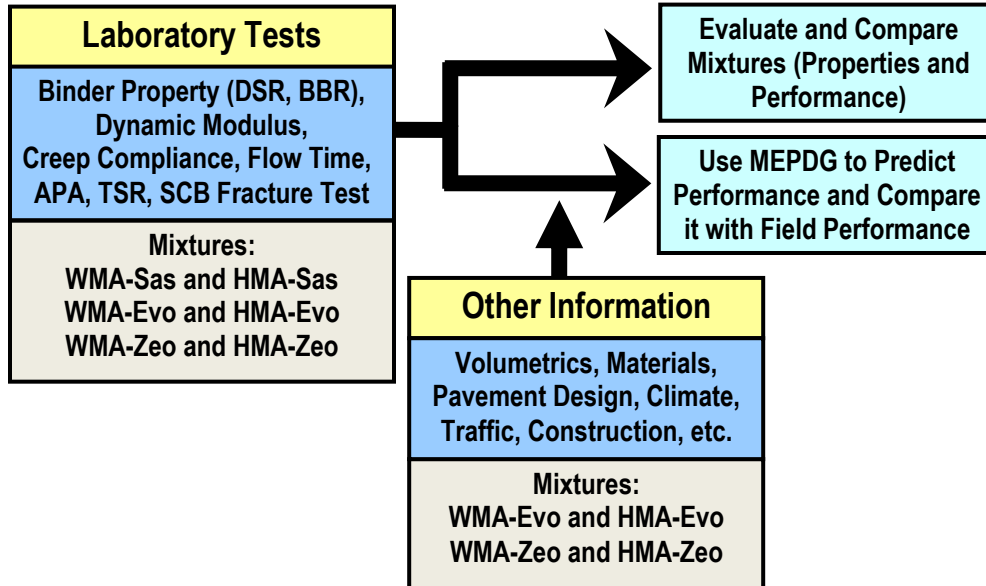 Laboratory Tests
Binder Property (DSR, BBR),
Dynamic Modulus,
Creep Compliance, Flow Time,
APA, TSR, SCB Fracture Test
Mixtures:
WMA-Sas and HMA-Sas
WMA-Evo and HMA-Evo
WMA-Zeo and HMA-Zeo
Evaluate and Compare
Mixtures (Properties and
Performance)
Use MEPDG to Predict
Performance and Compare
it with Field Performance
Other Information
Volumetrics, Materials,
Pavement Design, Climate,
Traffic, Construction, etc.
Mixtures:
WMA-Evo and HMA-Evo
WMA-Zeo and HMA-Zeo